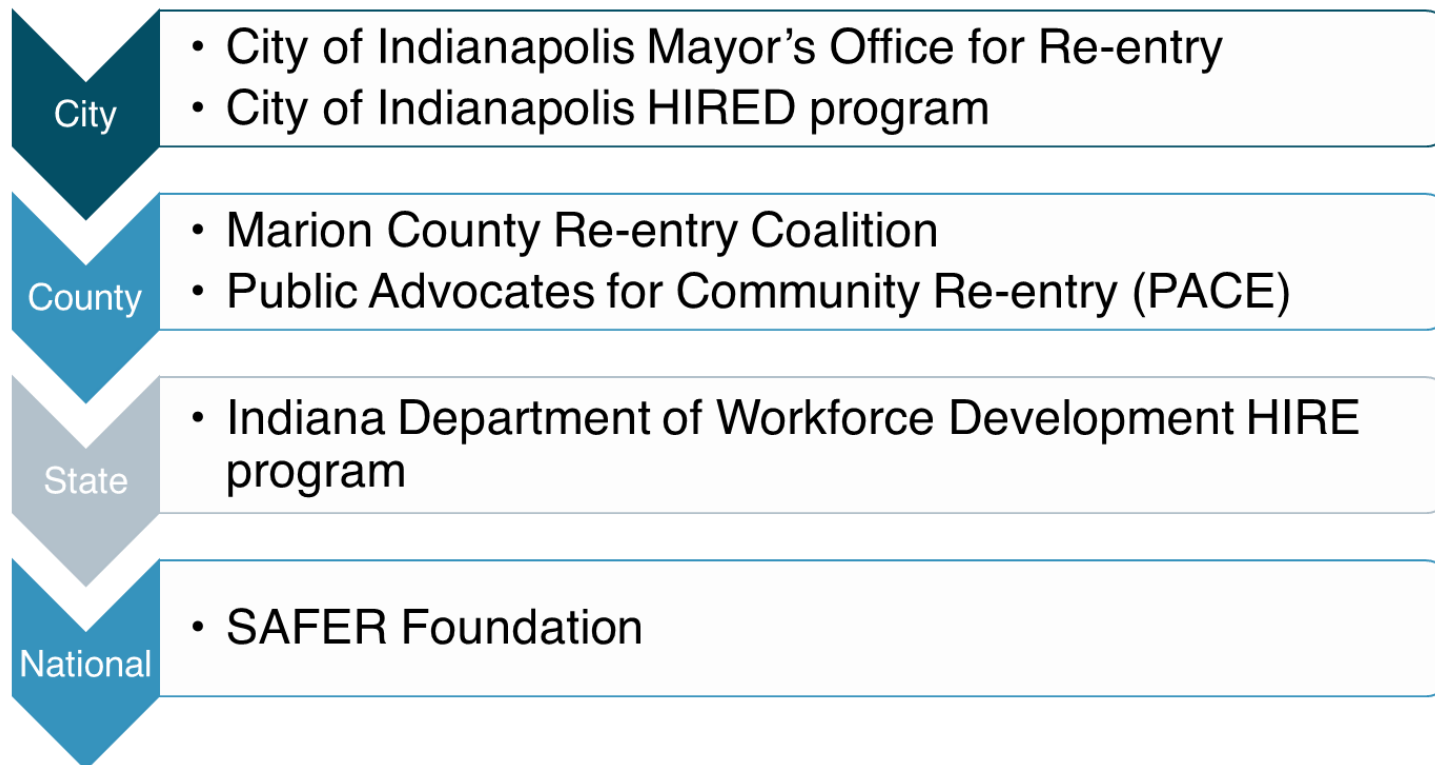 City
• City of Indianapolis Mayor’s Office for Re-entry
• City of Indianapolis HIRED program
County
• Marion County Re-entry Coalition
• Public Advocates for Community Re-entry (PACE)
State
• Indiana Department of Workforce Development HIRE
program
National
• SAFER Foundation